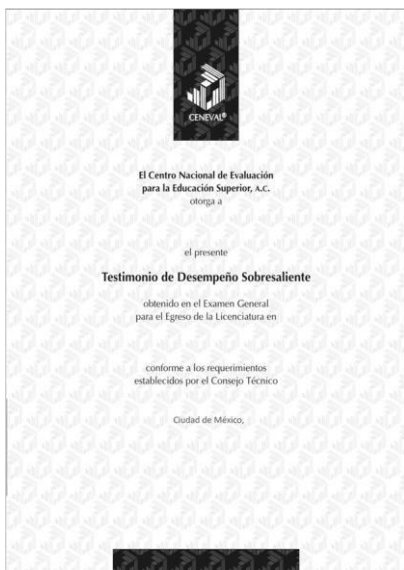 CENEVAL®
El Centro Nacional de Evaluación
para la Educación Superior, A.C.
otorga a
el presente
Testimonio de Desempeño Sobresaliente
obtenido en el Examen General
para el Egreso de la Licenciatura en
conforme a los requerimientos
establecidos por el Consejo Técnico
Ciudad de México,